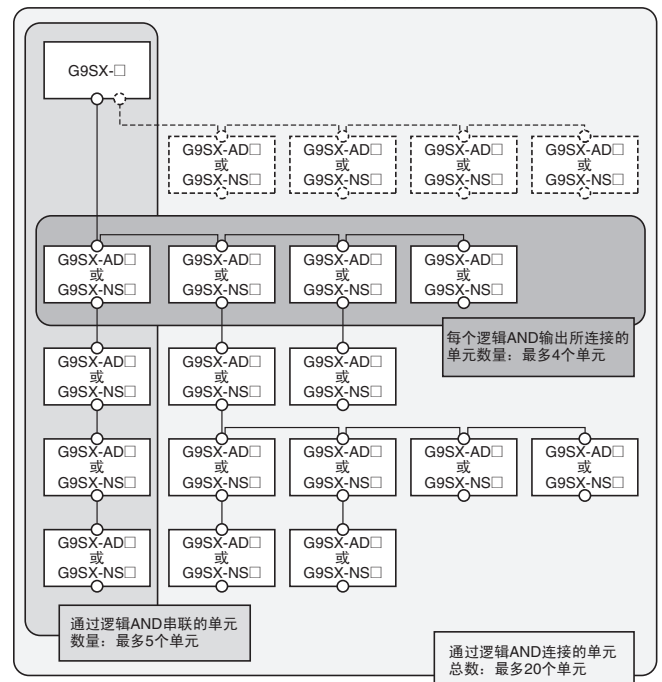 G9SX-□
G9SX-AD□ G9SX-AD□ G9SX-AD□ G9SX-AD□
或 或 或 或
G9SX-NS□ G9SX-NS□ G9SX-NS□ G9SX-NS□
G9SX-AD□ G9SX-AD□ G9SX-AD□ G9SX-AD□
或 或 或 或
G9SX-NS□ G9SX-NS□ G9SX-NS□ G9SX-NS□
每个逻辑AND输出所连接的
单元数量：最多4个单元
G9SX-AD□ G9SX-AD□ G9SX-AD□
或 或 或
G9SX-NS□ G9SX-NS□ G9SX-NS□
G9SX-AD□ G9SX-AD□ G9SX-AD□ G9SX-AD□ G9SX-AD□
或 或 或 或 或
G9SX-NS□ G9SX-NS□ G9SX-NS□ G9SX-NS□ G9SX-NS□
G9SX-AD□ G9SX-AD□ G9SX-AD□
或 或 或
G9SX-NS□ G9SX-NS□ G9SX-NS□
通过逻辑AND串联的单元
数量：最多5个单元
通过逻辑AND连接的单元
总数：最多20个单元